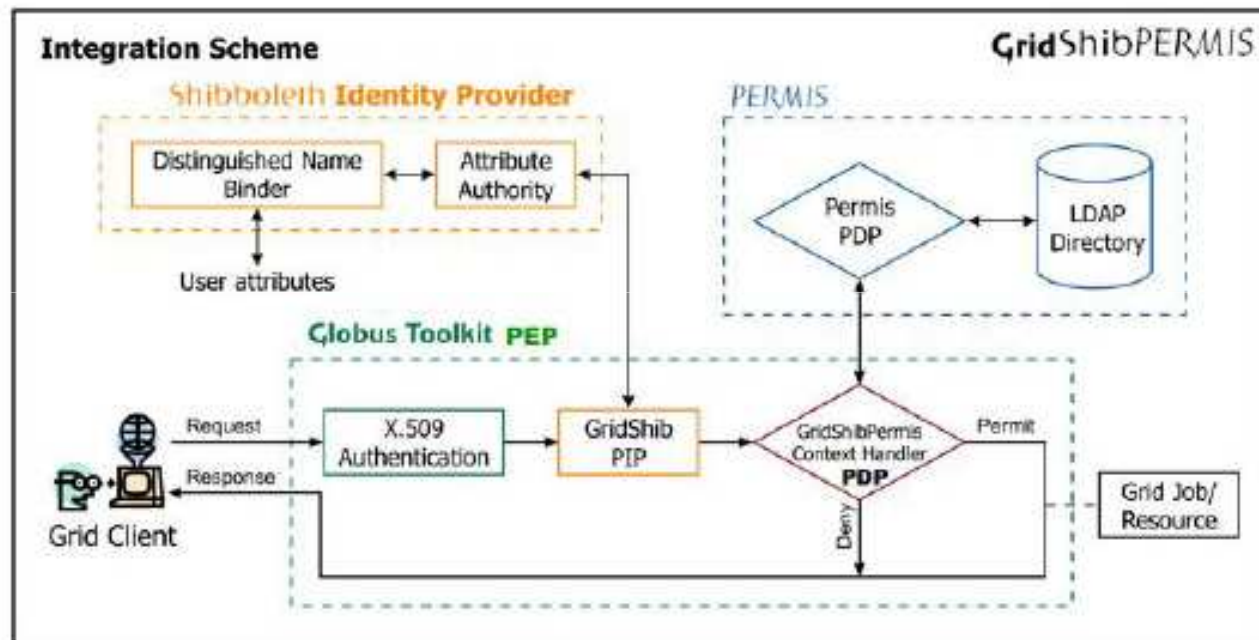 Integration Scheme
GridShibPERMIS
Shibboleth Identity Provider
PERMIS
Distinguished Name
Binder
Attribute
Authority
Permis
PDP
LDAP
Directory
User attributes
Globus Toolkit PEP
Request
X.509
Authentication
GridShib
PIP
GridShibPermis
Context Handler
PDP
Permit
Response
Deny
Grid Job/
Resource
Grid Client